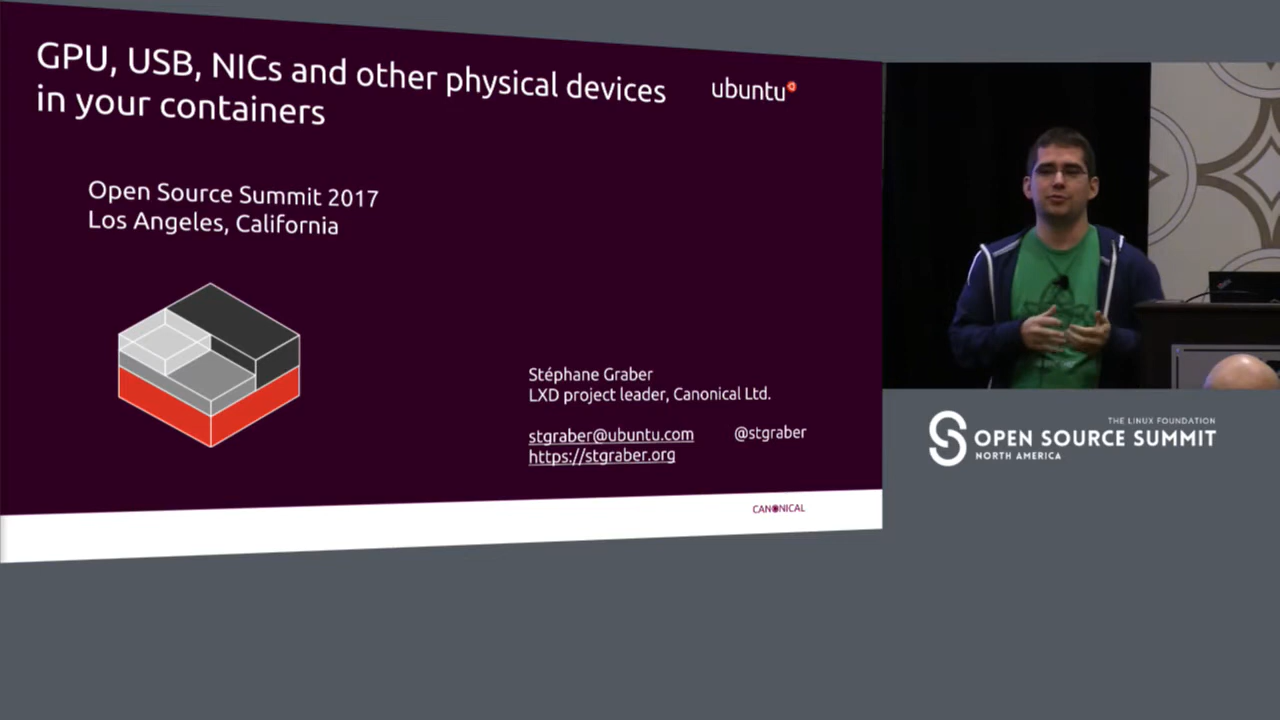 GPU, USB, NICs and other physical devices
in your containers
ubuntu
Open Source Summit 2017
Los Angeles, California
Stéphane Graber
LXD project leader, Canonical Ltd.
stgraber@ubuntu.com @stgraber
https://stgraber.org
CANONICAL
THE LINUX FOUNDATION
OPEN SOURCE SUMMIT
NORTH AMERICA